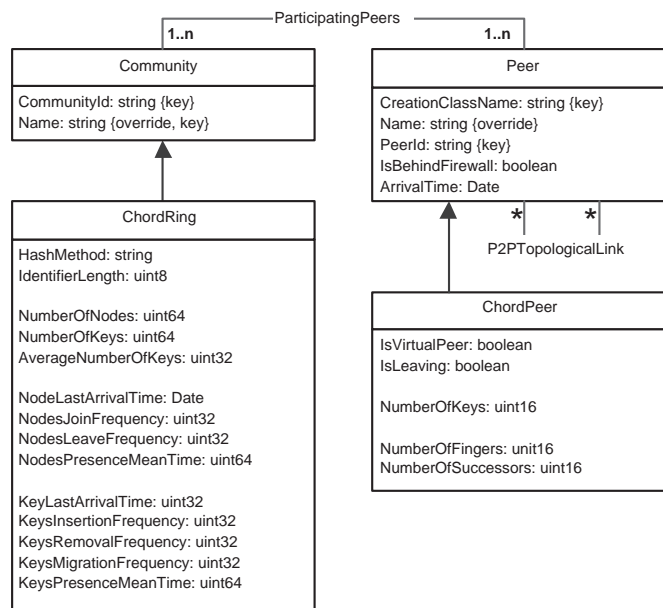 ParticipatingPeers
1..n
1..n
Community
CommunityId: string {key}
Name: string {override, key}
Peer
CreationClassName: string {key}
Name: string {override}
PeerId: string {key}
IsBehindFirewall: boolean
ArrivalTime: Date
* *
P2PTopologicalLink
ChordRing
HashMethod: string
IdentifierLength: uint8
NumberOfNodes: uint64
NumberOfKeys: uint64
AverageNumberOfKeys: uint32
NodeLastArrivalTime: Date
NodesJoinFrequency: uint32
NodesLeaveFrequency: uint32
NodesPresenceMeanTime: uint64
KeyLastArrivalTime: uint32
KeysInsertionFrequency: uint32
KeysRemovalFrequency: uint32
KeysMigrationFrequency: uint32
KeysPresenceMeanTime: uint64
ChordPeer
IsVirtualPeer: boolean
IsLeaving: boolean
NumberOfKeys: uint16
NumberOfFingers: unit16
NumberOfSuccessors: uint16